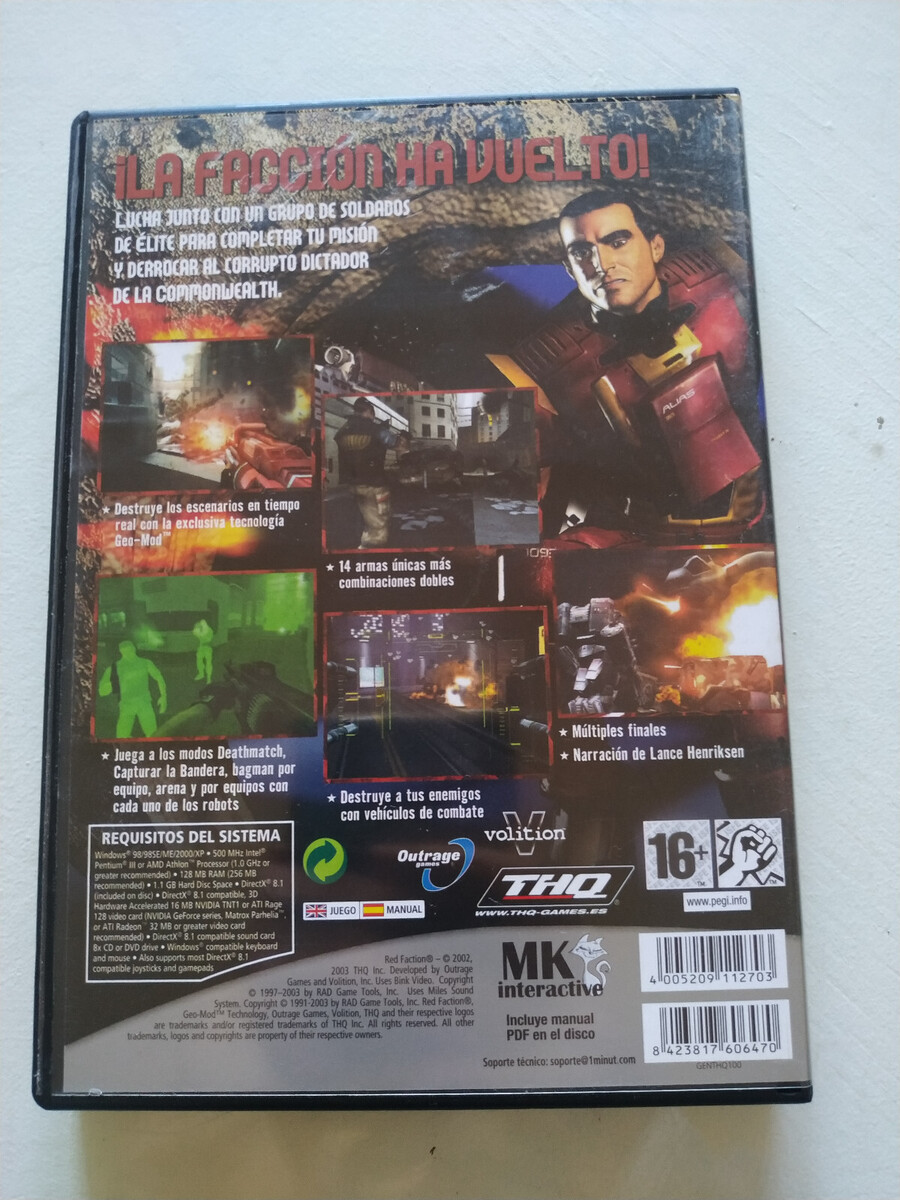 ¡LA FACCIÓN HA VUELTO!
LUCHA JUNTO CON UN GRUPO DE SOLDADOS
DE ÉLITE PARA COMPLETAR TU MISIÓN
Y DERROCAR AL CORRUPTO DICTADOR
DE LA COMMONWEALTH.
ALIAS
★ Destruye los escenarios en tiempo
real con la exclusiva tecnología
Geo-Mod™
★ 14 armas únicas más
combinaciones dobles
★ Juega a los modos Deathmatch,
Capturar la Bandera, bagman por
equipo, arena y por equipos con
cada uno de los robots
★ Destruye a tus enemigos
con vehículos de combate
★ Múltiples finales
★ Narración de Lance Henriksen
REQUISITOS DEL SISTEMA
Windows® 98/98SE/ME/2000/XP • 500 MHz Intel®
Pentium® III or AMD Athlon™ Processor (1.0 GHz or
greater recommended) • 128 MB RAM (256 MB
recommended) • 1.1 GB Hard Disc Space • DirectX® 8.1
(included on disc) • DirectX® 8.1 compatible, 3D
Hardware Accelerated 16 MB NVIDIA TNT1 or ATI Rage
128 video card (NVIDIA GeForce series, Matrox Parhelia™,
or ATI Radeon™ 32 MB or greater video card
recommended) • DirectX® 8.1 compatible sound card
8x CD or DVD drive • Windows® compatible keyboard
and mouse • Also supports most DirectX® 8.1
compatible joysticks and gamepads
Outrage
games
volition
THQ
WWW.THQ-GAMES.ES
JUEGO
MANUAL
16+
www.pegi.info
Red Faction® – © 2002,
2003 THQ Inc. Developed by Outrage
Games and Volition, Inc. Uses Bink Video. Copyright
© 1997–2003 by RAD Game Tools, Inc. Uses Miles Sound
System. Copyright © 1991-2003 by RAD Game Tools, Inc. Red Faction®,
Geo-Mod™ Technology, Outrage Games, Volition, THQ and their respective logos
are trademarks and/or registered trademarks of THQ Inc. All rights reserved. All other
trademarks, logos and copyrights are property of their respective owners.
MK
interactive
Incluye manual
PDF en el disco
Soporte técnico: soporte@1minut.com
4 005209 112703
8 423817 606470
GENTHQ100